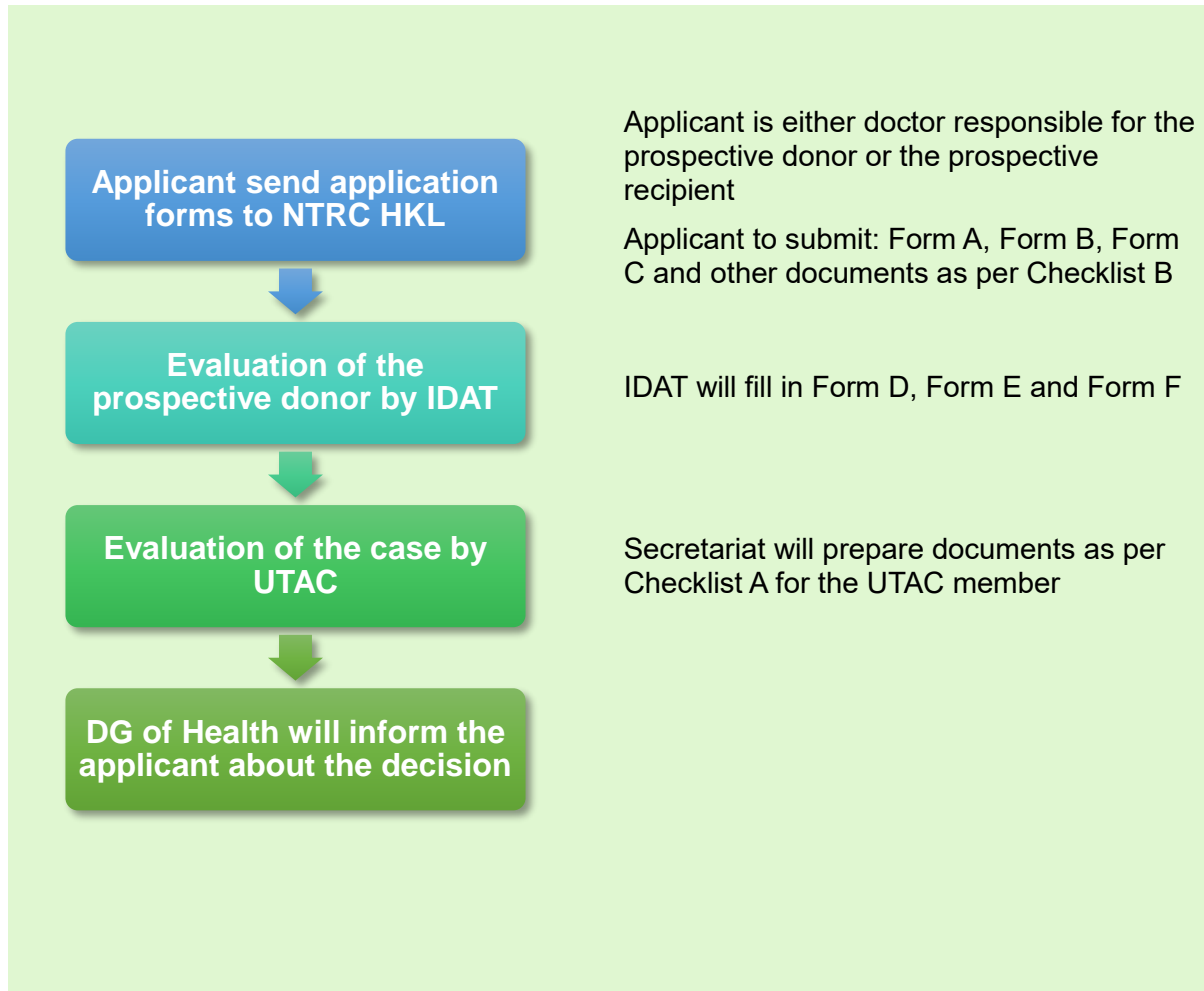 Applicant send application
forms to NTRC HKL
Applicant is either doctor responsible for the
prospective donor or the prospective
recipient
Applicant to submit: Form A, Form B, Form
C and other documents as per Checklist B
Evaluation of the
prospective donor by IDAT
IDAT will fill in Form D, Form E and Form F
Evaluation of the case by
UTAC
Secretariat will prepare documents as per
Checklist A for the UTAC member
DG of Health will inform the
applicant about the decision